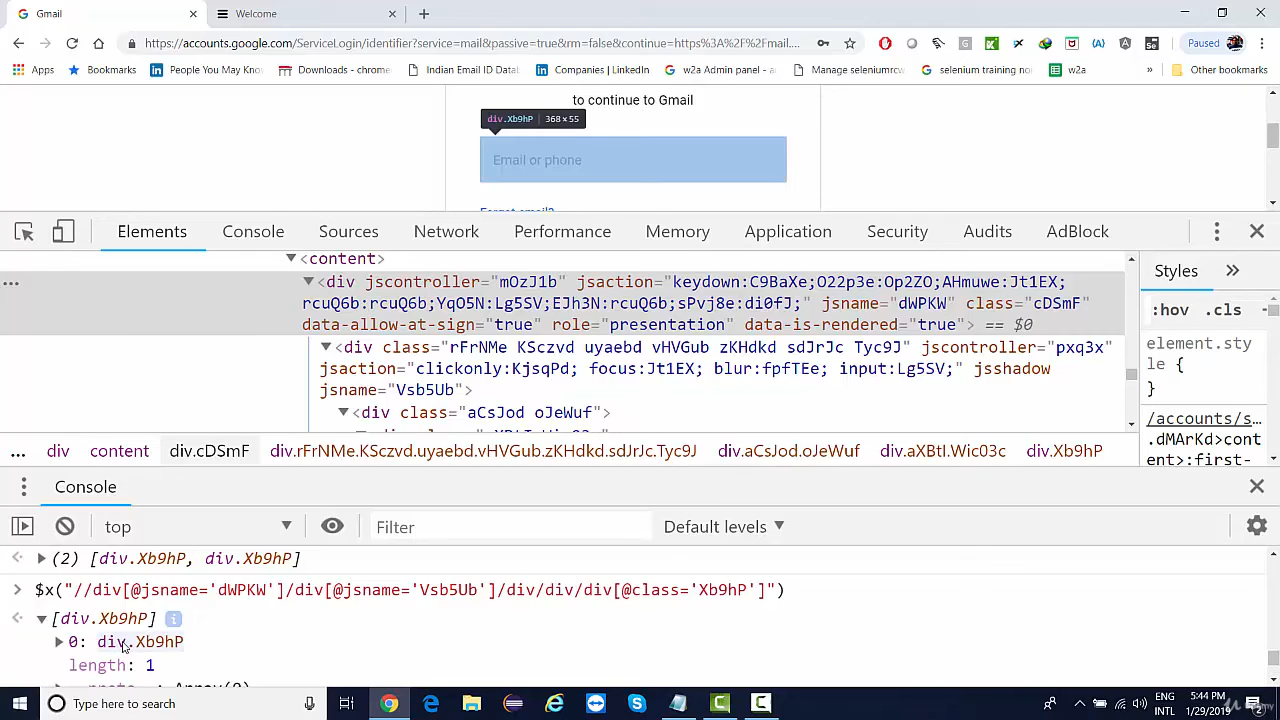 Gmail
Welcome
https://accounts.google.com/ServiceLogin/identifier?service=mail&passive=true&rm=false&continue=https%3A%2F%2Fmail....
Paused
Apps
Bookmarks
People You May Know
Downloads - chrome
Indian Email ID Data
Companies | LinkedIn
w2a Admin panel - au
Manage seleniumrcw
selenium training no
w2a
»
Other bookmarks
to continue to Gmail
div.Xb9hP | 368×55
Email or phone
Forgot email?
Elements
Console
Sources
Network
Performance
Memory
Application
Security
Audits
AdBlock
<content>
<div jscontroller="mOzJ1b" jsaction="keydown:C9BaXe;O22p3e:Op2ZO;AHmuwe:Jt1EX;
rcuQ6b:rcuQ6b;YqO5N:Lg5SV;EJh3N:rcuQ6b;sPvj8e:di0fJ;" jsname="dWPKW" class="cDSmF"
data-allow-at-sign="true" role="presentation" data-is-rendered="true"> == $0
<div class="rFrNMe KSczvd uyaebd vHVGub zKHdkd sdJrJc Tyc9J" jscontroller="pxq3x"
jsaction="clickonly:KjsqPd; focus:Jt1EX; blur:fpfTEe; input:Lg5SV;" jsshadow
jsname="Vsb5Ub">
<div class="aCsJod oJeWuf">
Styles
»
:hov .cls
element.sty
le {
}
/accounts/s…
.dMArKd>cont
ent>:first-
... div content div.cDSmF div.rFrNMe.KSczvd.uyaebd.vHVGub.zKHdkd.sdJrJc.Tyc9J div.aCsJod.oJeWuf div.aXBtI.Wic03c div.Xb9hP
Console
top
Filter
Default levels
(2) [div.Xb9hP, div.Xb9hP]
$x("//div[@jsname='dWPKW']/div[@jsname='Vsb5Ub']/div/div/div[@class='Xb9hP']")
[div.Xb9hP]
0: div.Xb9hP
length: 1
Type here to search
ENG
INTL
5:44 PM
1/29/2019